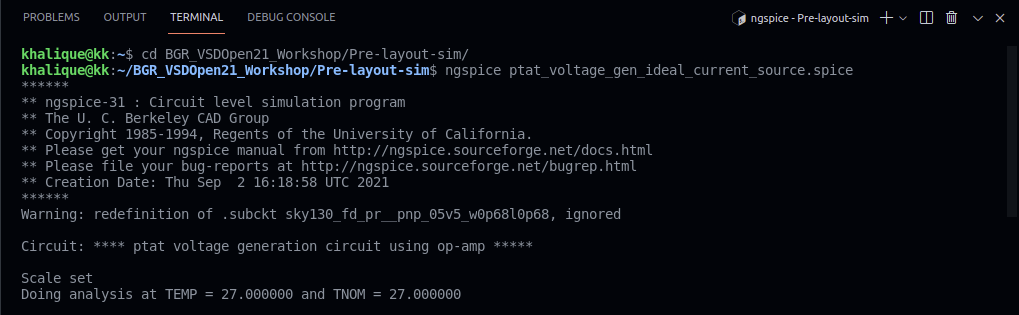 PROBLEMS OUTPUT TERMINAL DEBUG CONSOLE ngspice - Pre-layout-sim
khalique@kk:~$ cd BGR_VSDOpen21_Workshop/Pre-layout-sim/
khalique@kk:~/BGR_VSDOpen21_Workshop/Pre-layout-sim$ ngspice ptat_voltage_gen_ideal_current_source.spice
******
** ngspice-31 : Circuit level simulation program
** The U. C. Berkeley CAD Group
** Copyright 1985-1994, Regents of the University of California.
** Please get your ngspice manual from http://ngspice.sourceforge.net/docs.html
** Please file your bug-reports at http://ngspice.sourceforge.net/bugrep.html
** Creation Date: Thu Sep  2 16:18:58 UTC 2021
******
Warning: redefinition of .subckt sky130_fd_pr__pnp_05v5_w0p68l0p68, ignored
Circuit: **** ptat voltage generation circuit using op-amp *****
Scale set
Doing analysis at TEMP = 27.000000 and TNOM = 27.000000